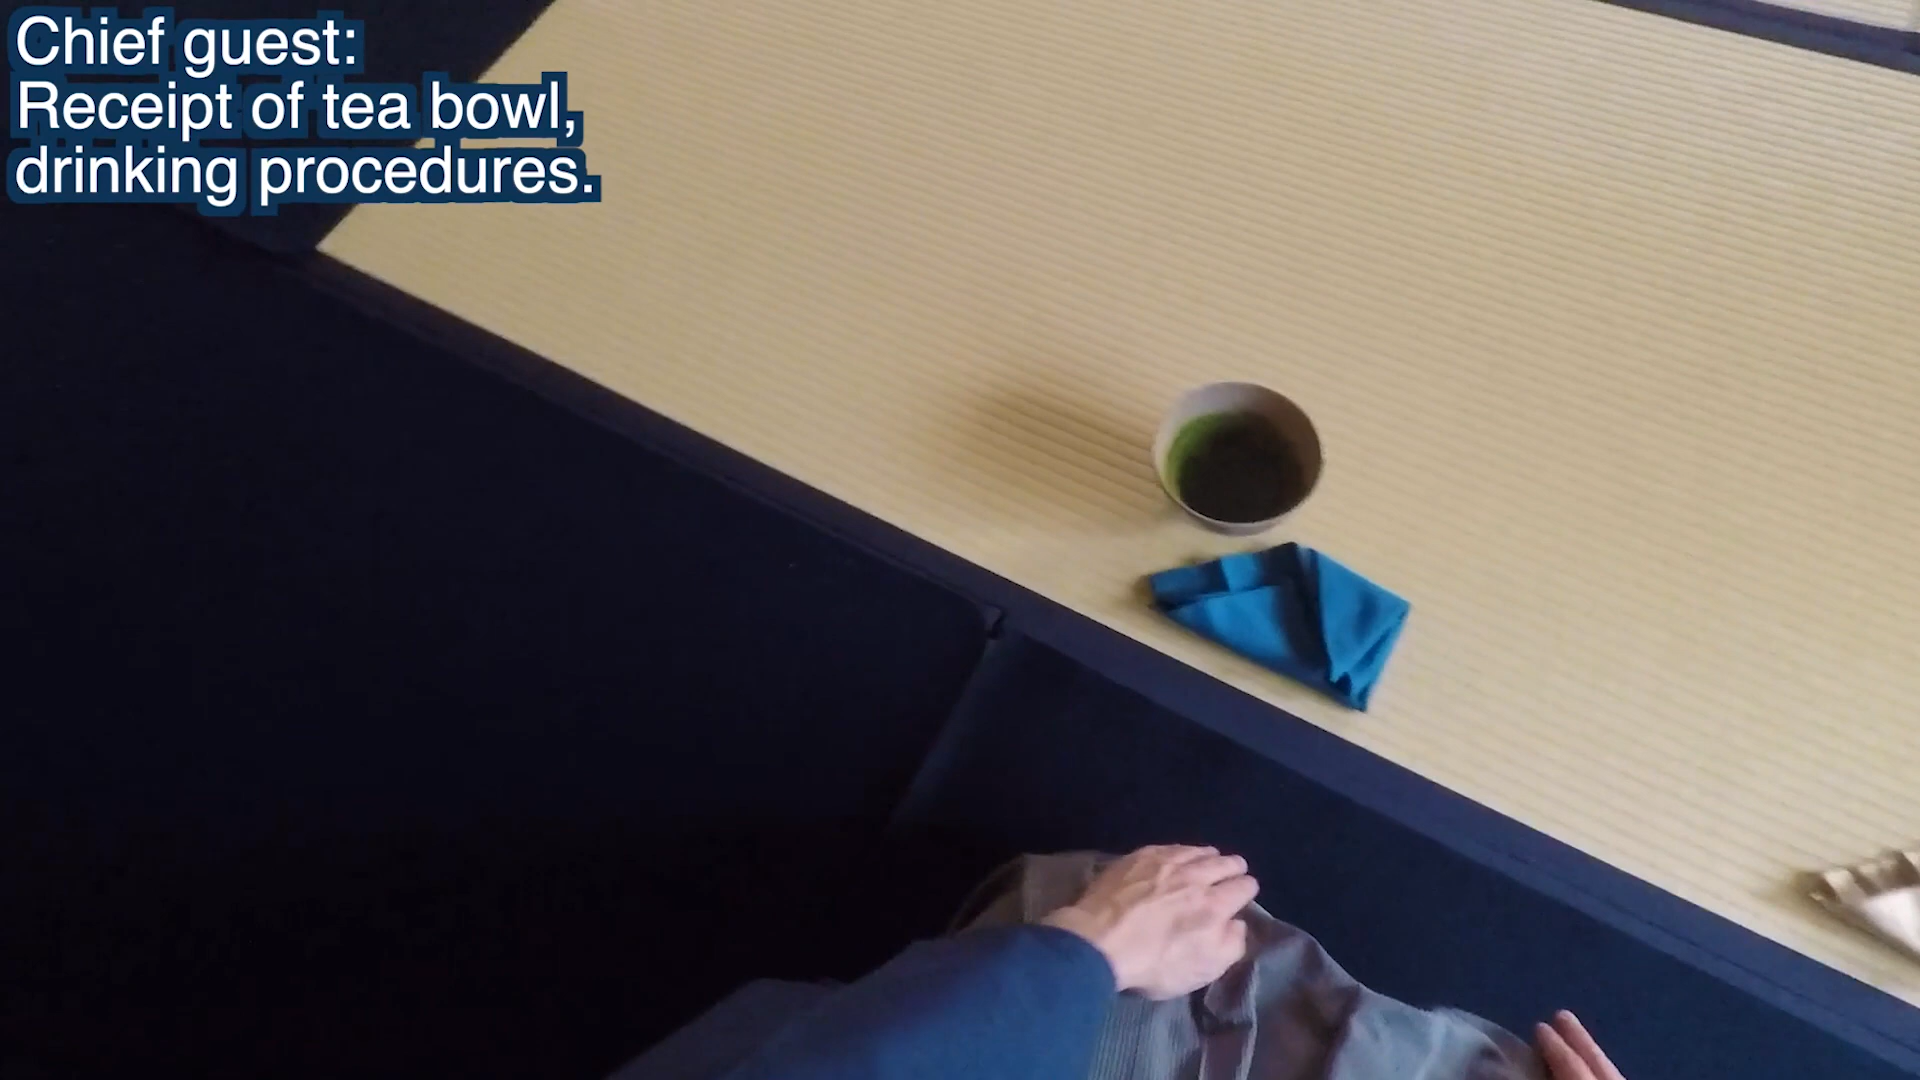 Chief guest:
Receipt of tea bowl,
drinking procedures.